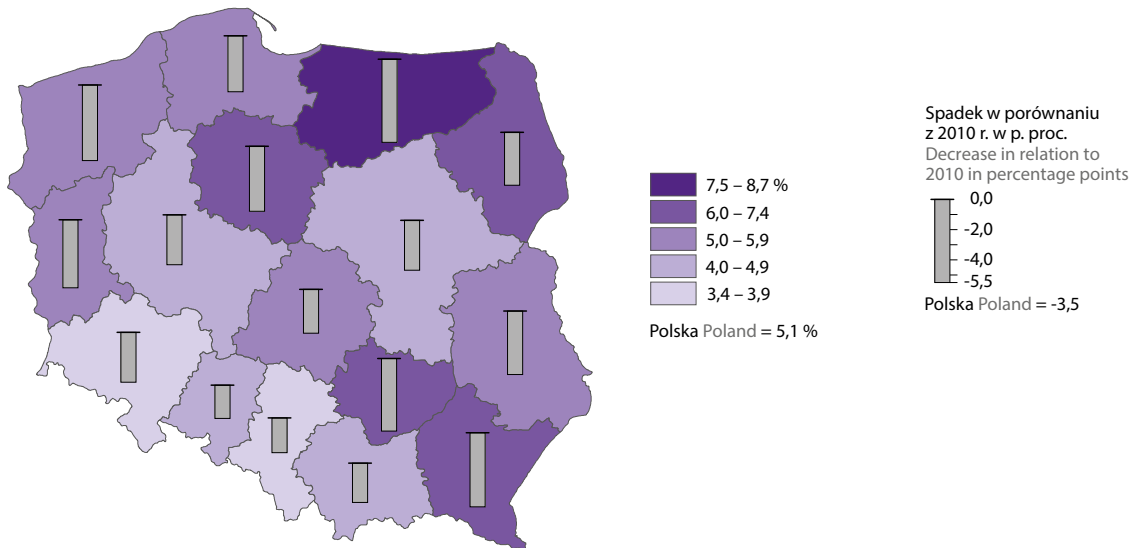 7,5 – 8,7 %
6,0 – 7,4
5,0 – 5,9
4,0 – 4,9
3,4 – 3,9
Polska Poland = 5,1 %
Spadek w porównaniu
z 2010 r. w p. proc.
Decrease in relation to
2010 in percentage points
0,0
-2,0
-4,0
-5,5
Polska Poland = -3,5